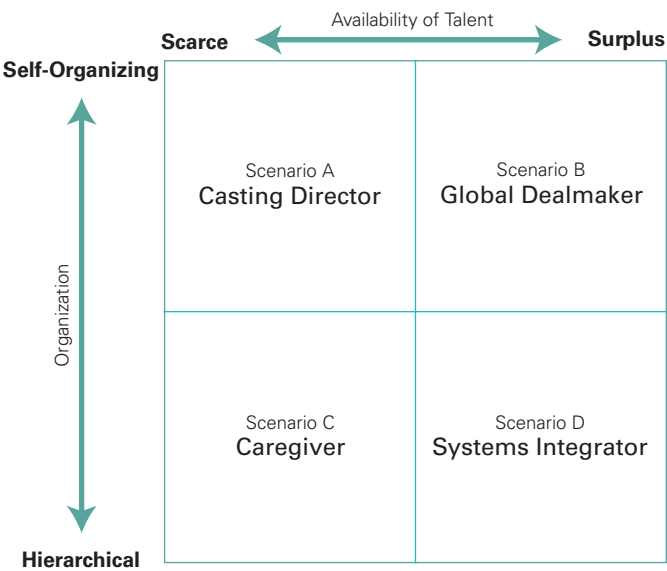 Availability of Talent
Scarce
Surplus
Self-Organizing
Scenario A
Casting Director
Scenario B
Global Dealmaker
Organization
Scenario C
Caregiver
Scenario D
Systems Integrator
Hierarchical